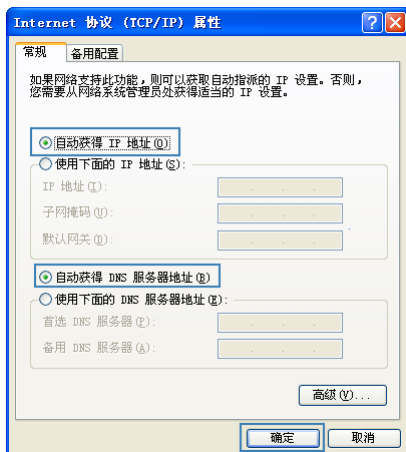 Internet 协议 (TCP/IP) 属性
常规
备用配置
如果网络支持此功能，则可以获取自动指派的 IP 设置。否则，
您需要从网络系统管理员处获得适当的 IP 设置。
自动获得 IP 地址(O)
使用下面的 IP 地址(S):
IP 地址(I):
子网掩码(U):
默认网关(D):
自动获得 DNS 服务器地址(B)
使用下面的 DNS 服务器地址(E):
首选 DNS 服务器(P):
备用 DNS 服务器(A):
高级(V)...
确定
取消